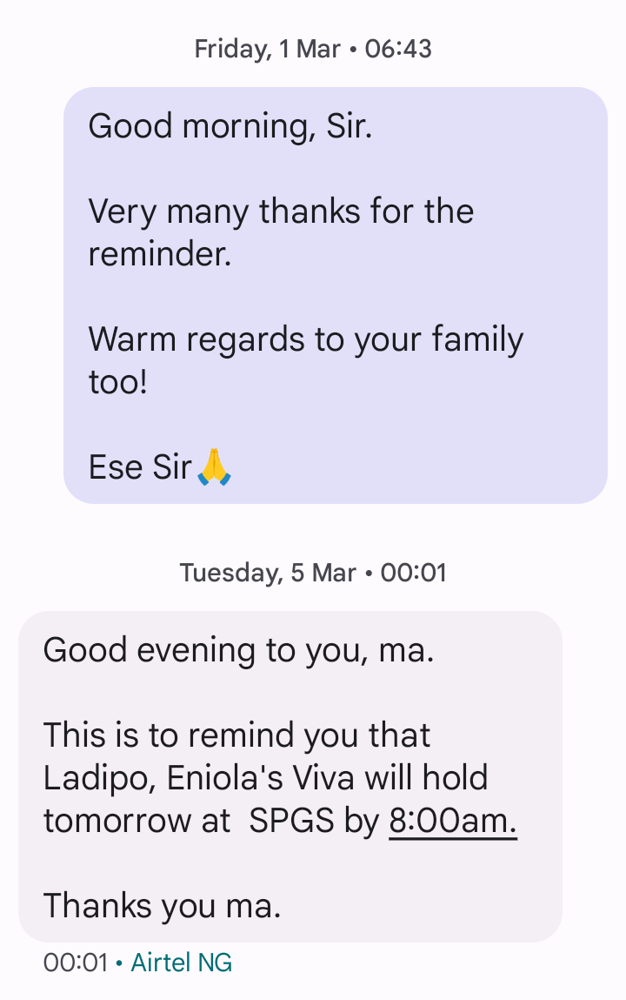 Friday, 1 Mar • 06:43
Good morning, Sir.
Very many thanks for the
reminder.
Warm regards to your family
too!
Ese Sir🙏
Tuesday, 5 Mar • 00:01
Good evening to you, ma.
This is to remind you that
Ladipo, Eniola's Viva will hold
tomorrow at  SPGS by 8:00am.
Thanks you ma.
00:01 • Airtel NG